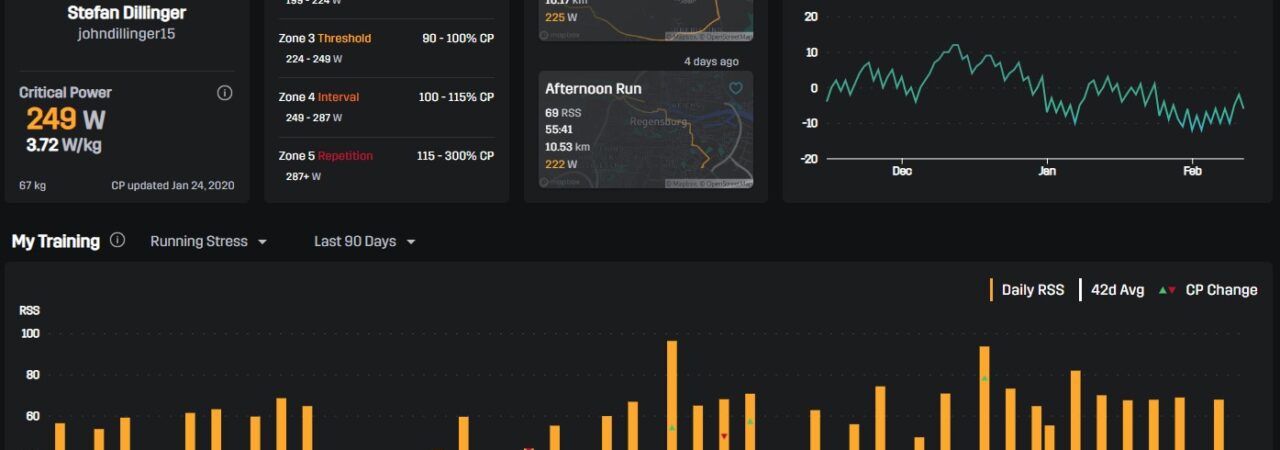 Stefan Dillinger
johndillinger15
Critical Power
249 W
3.72 W/kg
67 kg
CP updated Jan 24, 2020
199 - 224 W
Zone 3 Threshold
90 - 100% CP
224 - 249 W
Zone 4 Interval
100 - 115% CP
249 - 287 W
Zone 5 Repetition
115 - 300% CP
287+ W
10.17 km
225 W
mapbox
© Mapbox, © OpenStreetMap
4 days ago
Afternoon Run
69 RSS
55:41
10.53 km
222 W
Regensburg
mapbox
© Mapbox, © OpenStreetMap
20
10
0
-10
-20
Dec
Jan
Feb
My Training
Running Stress
Last 90 Days
Daily RSS
42d Avg
CP Change
RSS
100
80
60